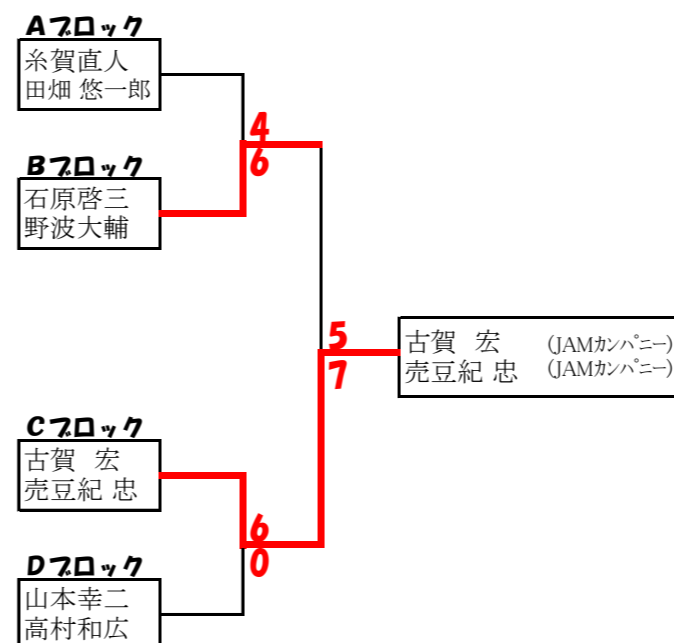 Aブロック
糸賀直人
田畑 悠一郎
4
6
Bブロック
石原啓三
野波大輔
5
7
古賀 宏 (JAMカンパニー)
売豆紀 忠 (JAMカンパニー)
Cブロック
古賀 宏
売豆紀 忠
6
0
Dブロック
山本幸二
高村和広